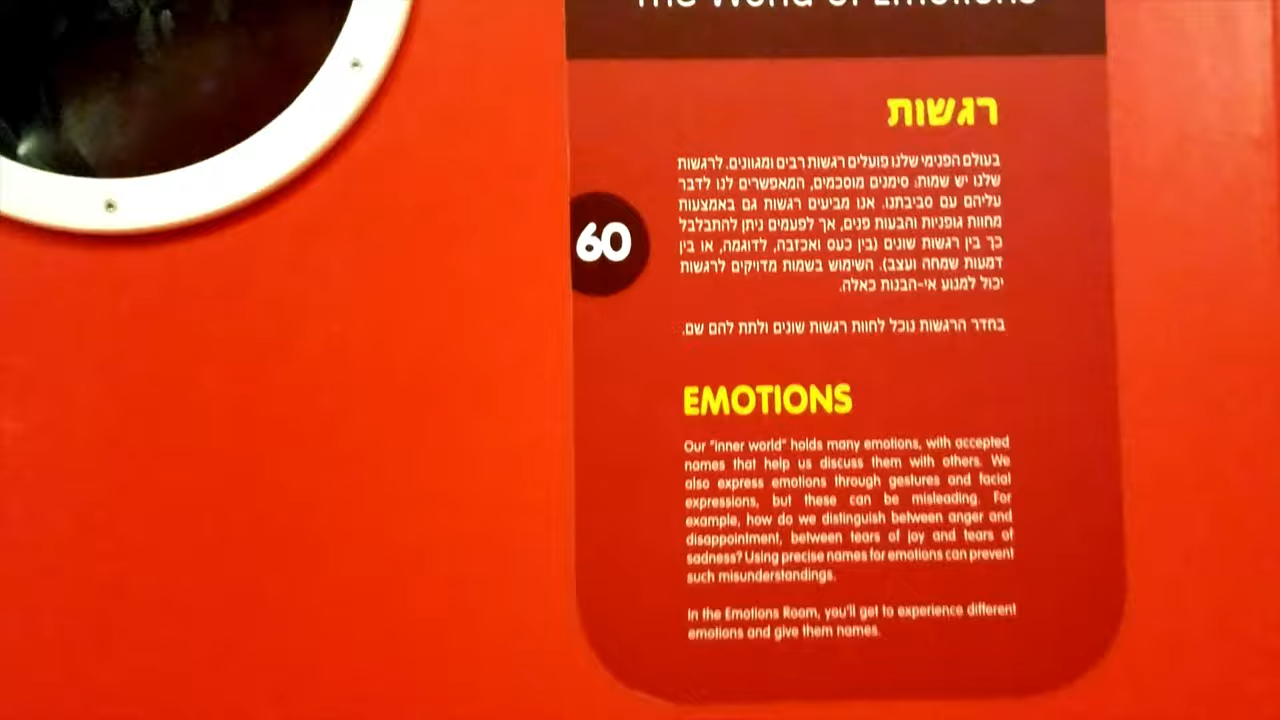 The World of Emotions
רגשות
בעולם הפנימי שלנו פועלים רגשות רבים ומגוונים. לרגשות
שלנו יש שמות: סימנים מוסכמים, המאפשרים לנו לדבר
עליהם עם סביבתנו. אנו מביעים רגשות גם באמצעות
מחוות גופניות והבעות פנים, אך לפעמים ניתן להתבלבל
כך בין רגשות שונים (בין כעס ואכזבה, לדוגמה, או בין
דמעות שמחה ועצב). השימוש בשמות מדויקים לרגשות
יכול למנוע אי-הבנות כאלה.
60
בחדר הרגשות נוכל לחוות רגשות שונים ולתת להם שם.
EMOTIONS
Our "inner world" holds many emotions, with accepted
names that help us discuss them with others. We
also express emotions through gestures and facial
expressions, but these can be misleading. For
example, how do we distinguish between anger and
disappointment, between tears of joy and tears of
sadness? Using precise names for emotions can prevent
such misunderstandings.
In the Emotions Room, you'll get to experience different
emotions and give them names.